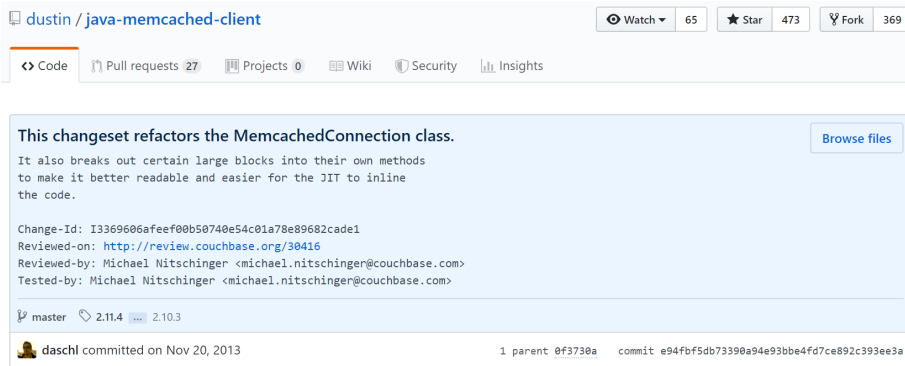 dustin / java-memcached-client
Watch 65 Star 473 Fork 369
Code Pull requests 27 Projects 0 Wiki Security Insights
This changeset refactors the MemcachedConnection class.
Browse files
It also breaks out certain large blocks into their own methods
to make it better readable and easier for the JIT to inline
the code.
Change-Id: I3369606afeef00b50740e54c01a78e89682cade1
Reviewed-on: http://review.couchbase.org/30416
Reviewed-by: Michael Nitschinger <michael.nitschinger@couchbase.com>
Tested-by: Michael Nitschinger <michael.nitschinger@couchbase.com>
master 2.11.4 ... 2.10.3
daschl committed on Nov 20, 2013 1 parent 0f3730a commit e94fbf5db73390a94e93bbe4fd7ce892c393ee3a